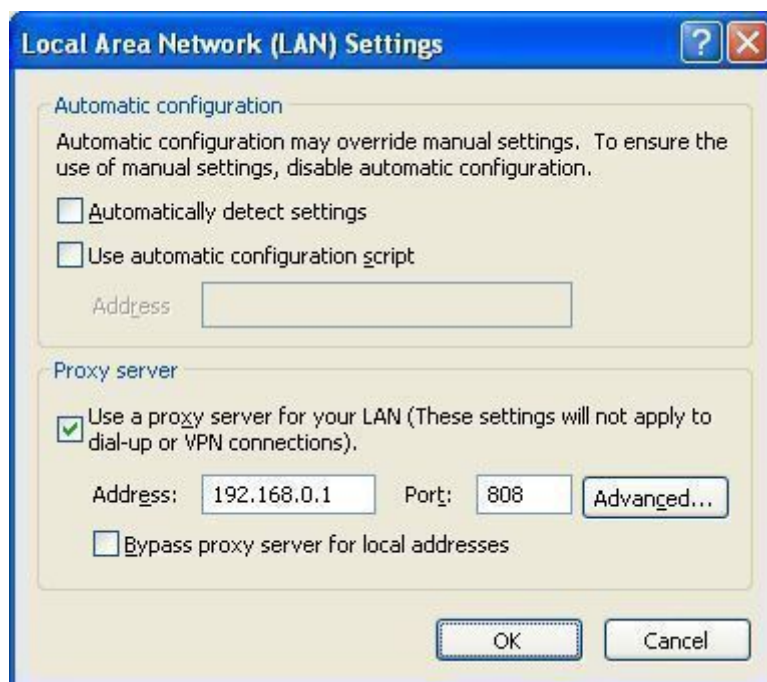 Local Area Network (LAN) Settings
Automatic configuration
Automatic configuration may override manual settings. To ensure the
use of manual settings, disable automatic configuration.
Automatically detect settings
Use automatic configuration script
Address
Proxy server
Use a proxy server for your LAN (These settings will not apply to
dial-up or VPN connections).
Address: 192.168.0.1 Port: 808 Advanced...
Bypass proxy server for local addresses
OK Cancel